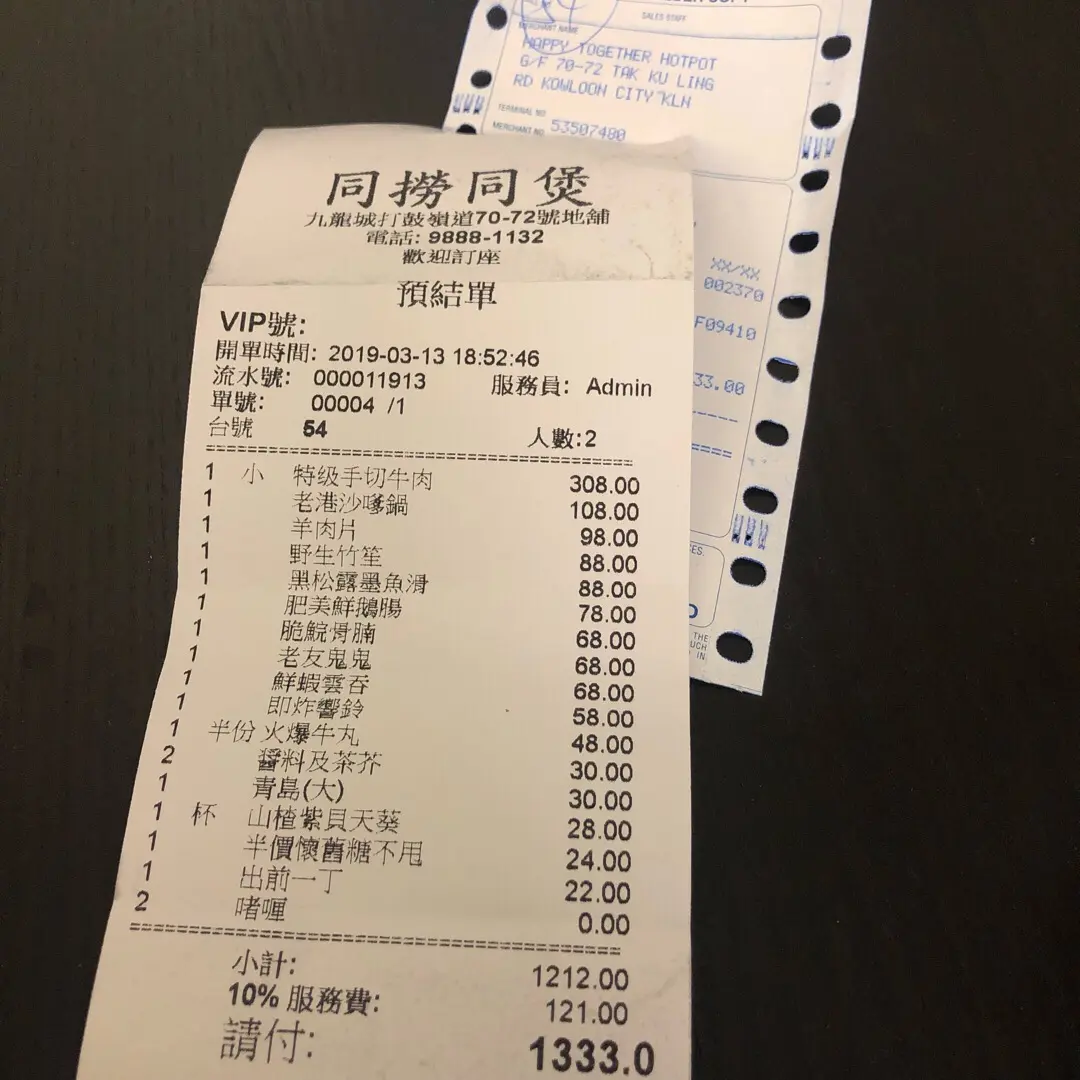 SALES STAFF
MERCHANT NAME
HAPPY TOGETHER HOTPOT
G/F 70-72 TAK KU LING
RD KOWLOON CITY KLN
TERMINAL NO.
MERCHANT NO. 53507480
XX/XX
002370
F09410
33.00
同撈同煲
九龍城打鼓嶺道70-72號地舖
電話: 9888-1132
歡迎訂座
預結單
VIP號:
開單時間: 2019-03-13 18:52:46
流水號: 000011913 服務員: Admin
單號: 00004 /1
台號 54 人數:2
1 小 特级手切牛肉 308.00
1 老港沙嗲鍋 108.00
1 羊肉片 98.00
1 野生竹笙 88.00
1 黑松露墨魚滑 88.00
1 肥美鮮鵝腸 78.00
1 脆鯇骨腩 68.00
1 老友鬼鬼 68.00
1 鮮蝦雲吞 68.00
1 即炸響鈴 58.00
1 半份 火爆牛丸 48.00
2 醬料及茶芥 30.00
1 青島(大) 30.00
1 杯 山楂紫貝天葵 28.00
1 半價懷舊糖不甩 24.00
1 出前一丁 22.00
2 啫喱 0.00
小計: 1212.00
10% 服務費: 121.00
請付: 1333.0